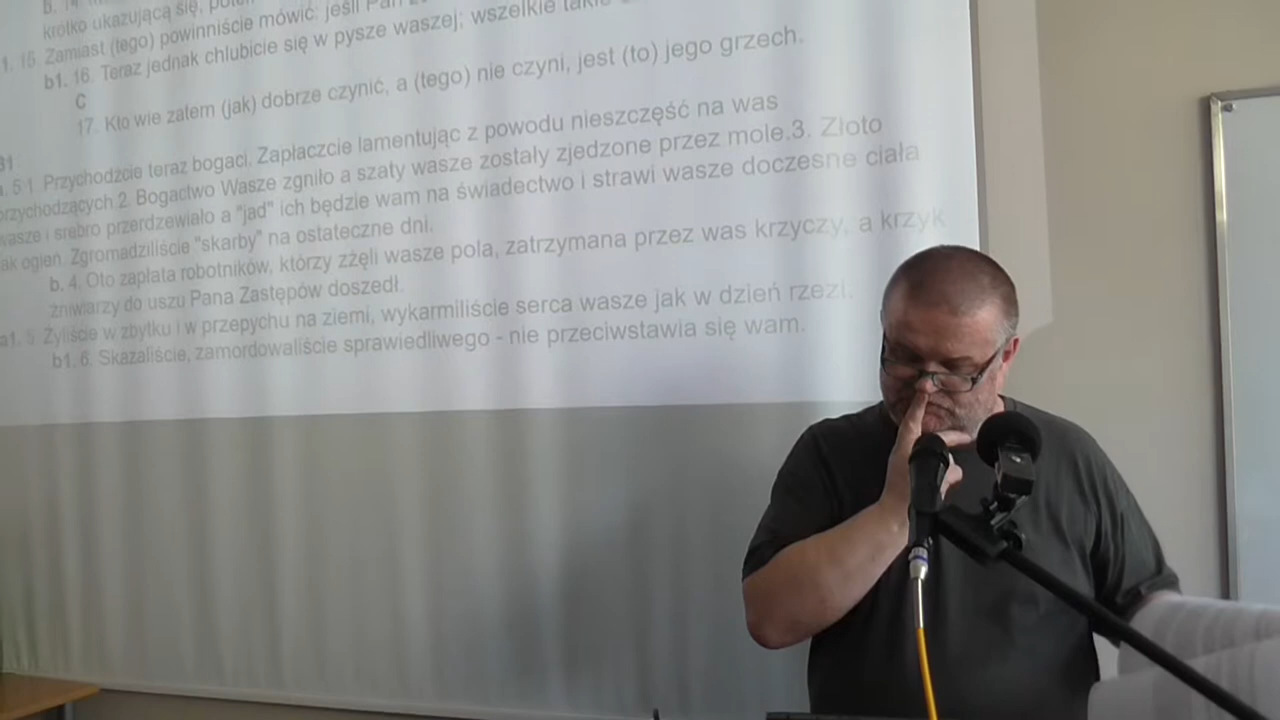 krótko ukazującą się,
1. 15. Zamiast (tego) powinniście mówić: jeśli Pan
b1. 16. Teraz jednak chlubicie się w pysze waszej; wszelkie takie
C
17. Kto wie zatem (jak) dobrze czynić, a (tego) nie czyni, jest (to) jego grzech.
5 1. Przychodźcie teraz bogaci. Zapłaczcie lamentując z powodu nieszczęść na was
przychodzących 2. Bogactwo Wasze zgniło a szaty wasze zostały zjedzone przez mole.3. Złoto
wasze i srebro przerdzewiało a "jad" ich będzie wam na świadectwo i strawi wasze doczesne ciała
jak ogień. Zgromadziliście "skarby" na ostateczne dni.
b. 4. Oto zapłata robotników, którzy zżęli wasze pola, zatrzymana przez was krzyczy, a krzyk
żniwiarzy do uszu Pana Zastępów doszedł.
a1. 5. Żyliście w zbytku i w przepychu na ziemi, wykarmiliście serca wasze jak w dzień rzezi.
b1. 6. Skazaliście, zamordowaliście sprawiedliwego - nie przeciwstawia się wam.